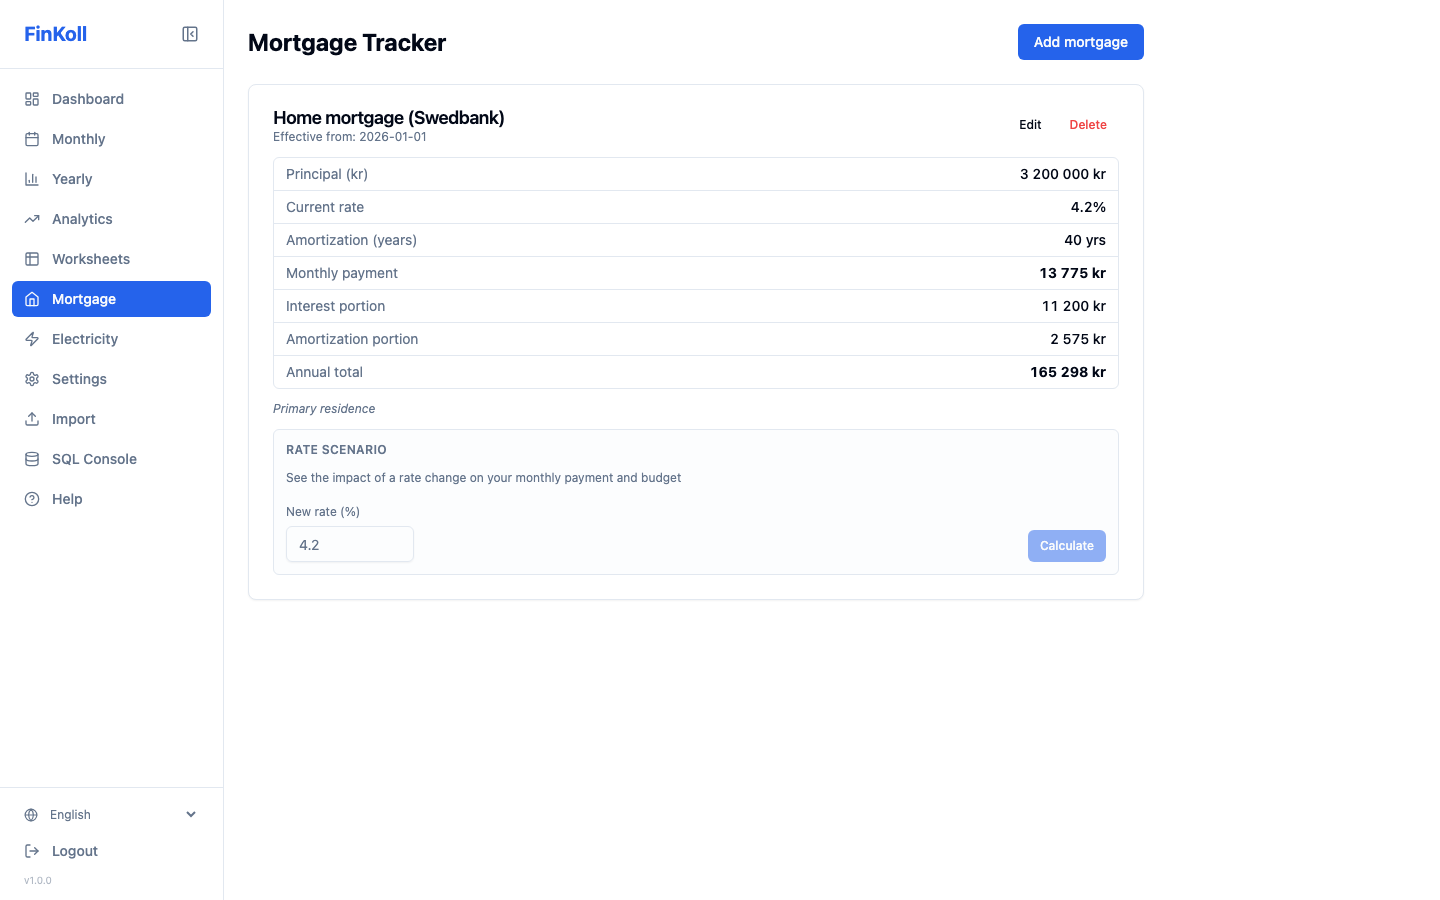 FinKoll
Dashboard
Monthly
Yearly
Analytics
Worksheets
Mortgage
Electricity
Settings
Import
SQL Console
Help
English
Logout
v1.0.0
Mortgage Tracker
Add mortgage
Home mortgage (Swedbank)
Effective from: 2026-01-01
Edit
Delete
Principal (kr) 3 200 000 kr
Current rate 4.2%
Amortization (years) 40 yrs
Monthly payment 13 775 kr
Interest portion 11 200 kr
Amortization portion 2 575 kr
Annual total 165 298 kr
Primary residence
RATE SCENARIO
See the impact of a rate change on your monthly payment and budget
New rate (%)
4.2
Calculate